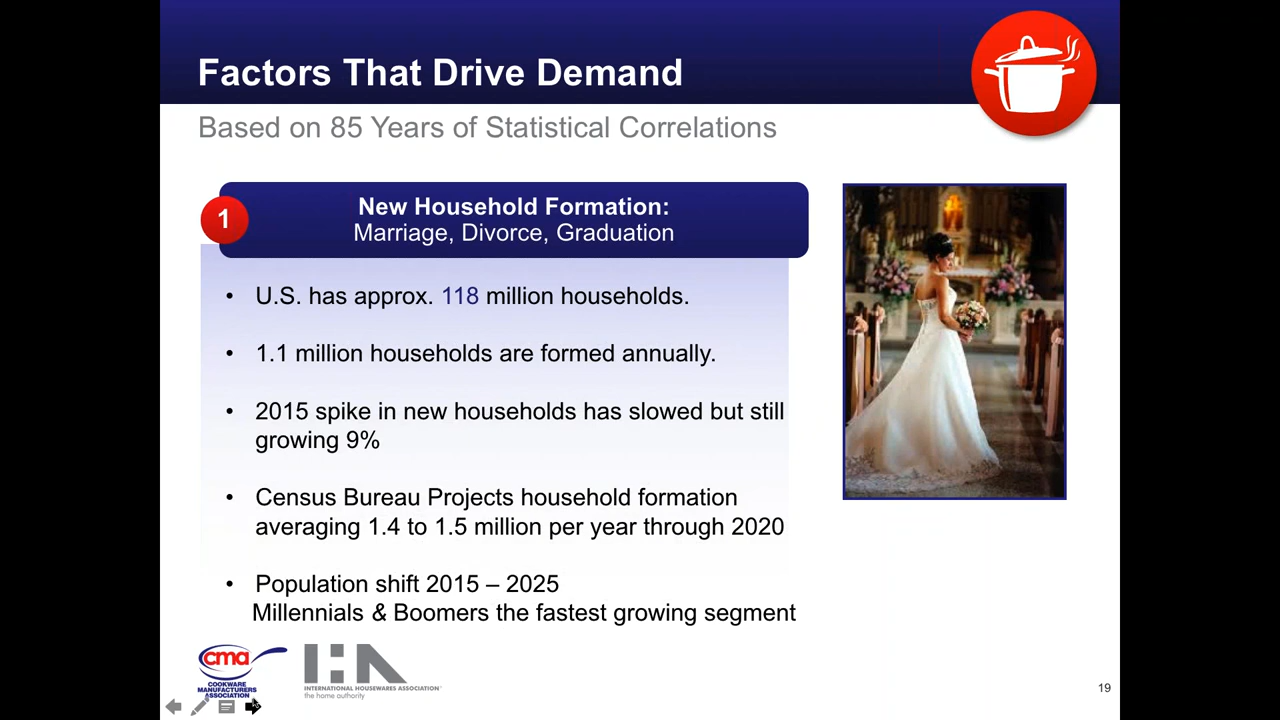 Factors That Drive Demand
Based on 85 Years of Statistical Correlations
1
New Household Formation:
Marriage, Divorce, Graduation
• U.S. has approx. 118 million households.
• 1.1 million households are formed annually.
• 2015 spike in new households has slowed but still
growing 9%
• Census Bureau Projects household formation
averaging 1.4 to 1.5 million per year through 2020
• Population shift 2015 – 2025
Millennials & Boomers the fastest growing segment
cma
COOKWARE
MANUFACTURERS
ASSOCIATION
IHA
INTERNATIONAL HOUSEWARES ASSOCIATION
the home authority
19